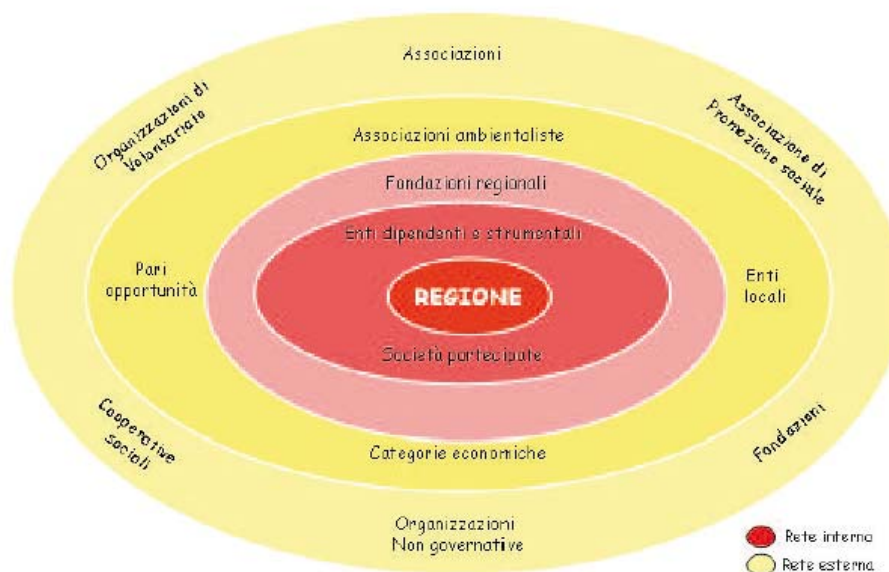 Associazioni
Organizzazioni di
Volontariato
Associazione di
Promozione sociale
Associazioni ambientaliste
Fondazioni regionali
Enti dipendenti e strumentali
Pari
opportunità
REGIONE
Enti
locali
Società partecipate
Cooperative
sociali
Fondazioni
Categorie economiche
Organizzazioni
Non governative
Rete interna
Rete esterna